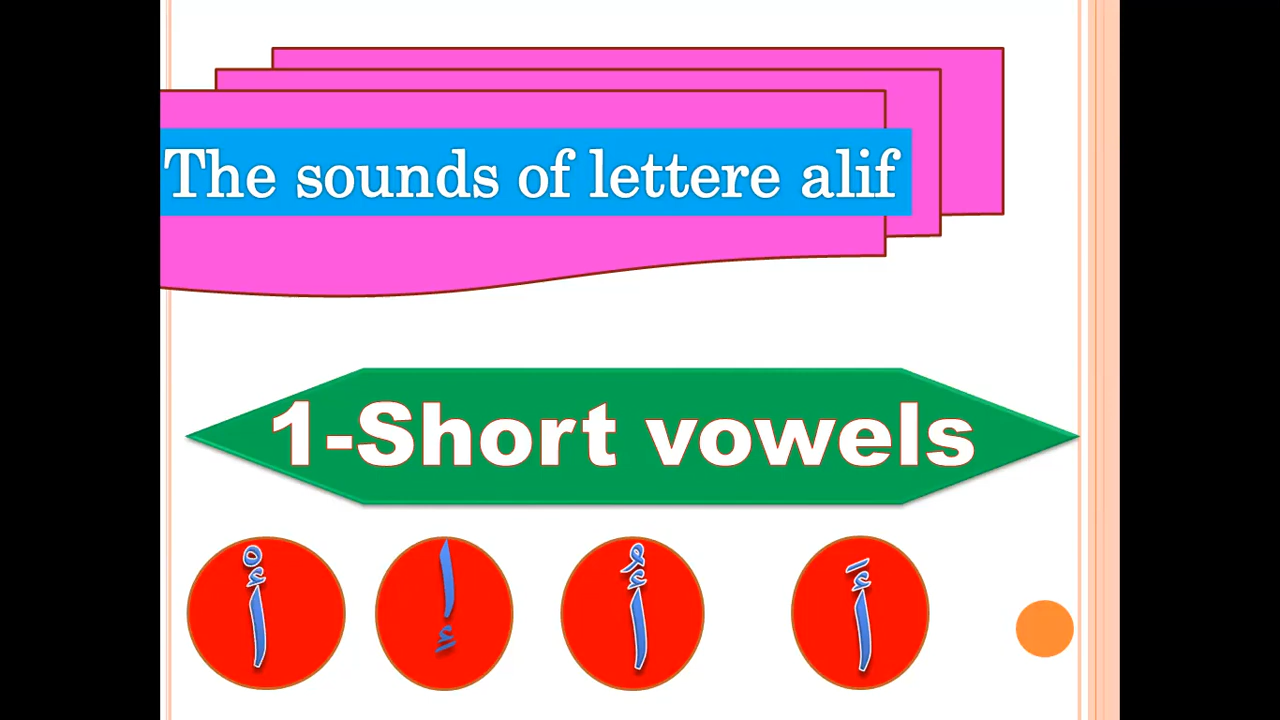 The sounds of lettere alif
1-Short vowels
أَ أُ إِ أْ